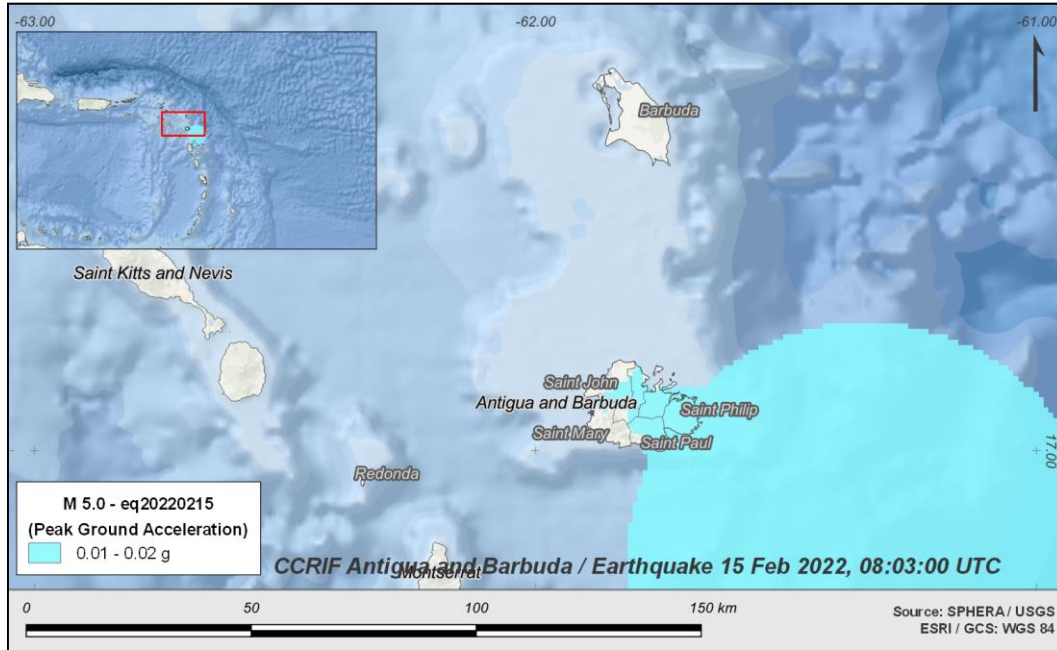 -63.00
-62.00
-61.00
Barbuda
Saint Kitts and Nevis
Saint John
Antigua and Barbuda
Saint Philip
Saint Mary
Saint Paul
17.00
Redonda
M 5.0 - eq20220215
(Peak Ground Acceleration)
0.01 - 0.02 g
Montserrat
CCRIF Antigua and Barbuda / Earthquake 15 Feb 2022, 08:03:00 UTC
0
50
100
150 km
Source: SPHERA / USGS
ESRI / GCS: WGS 84